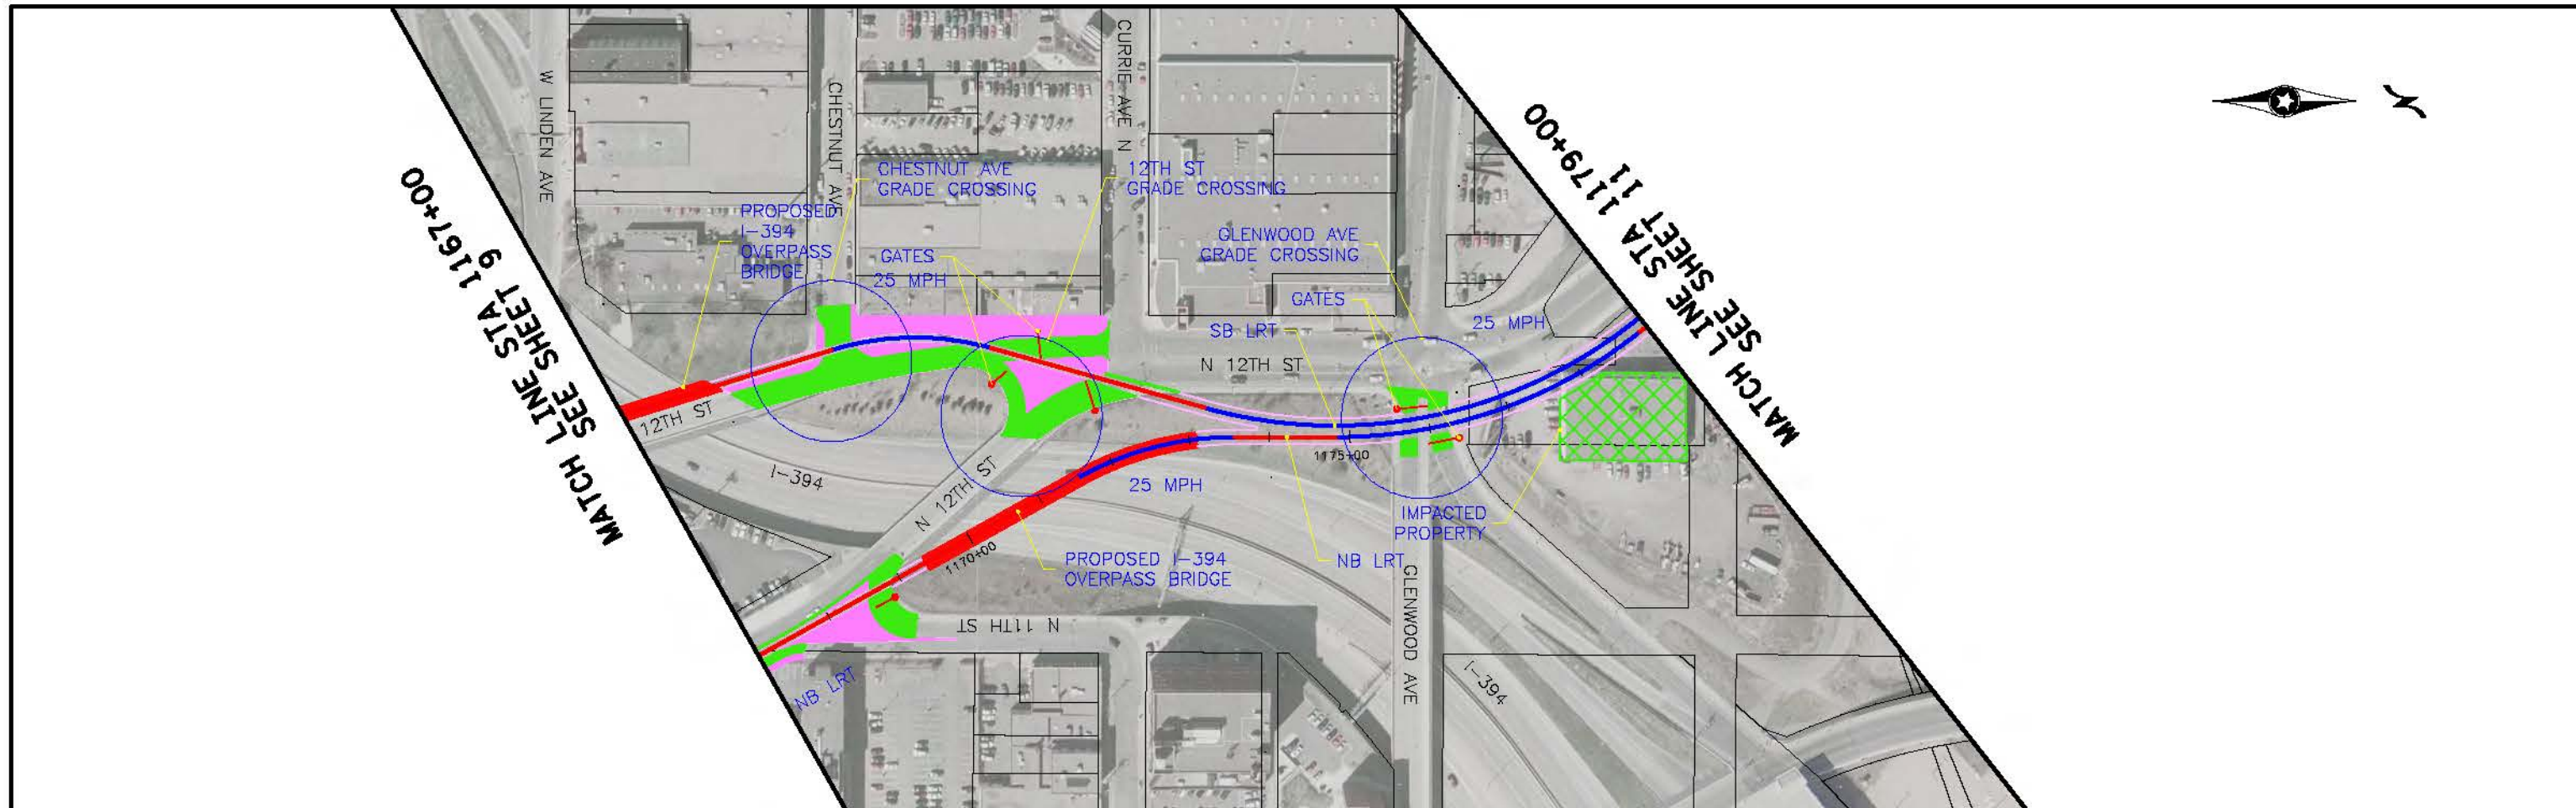 W LINDEN AVE
CHESTNUT AVE
CURRIE AVE N
MATCH LINE STA 1167+00
SEE SHEET 9
MATCH LINE STA 1179+00
SEE SHEET 11
N
CHESTNUT AVE
GRADE CROSSING
12TH ST
GRADE CROSSING
PROPOSED
I-394
OVERPASS
BRIDGE
GATES
25 MPH
GLENWOOD AVE
GRADE CROSSING
GATES
SB LRT
25 MPH
N 12TH ST
12TH ST
I-394
N 12TH ST
1175+00
25 MPH
IMPACTED
PROPERTY
1170+00
PROPOSED I-394
OVERPASS BRIDGE
NB LRT
GLENWOOD AVE
N 11TH ST
NB LRT
I-394